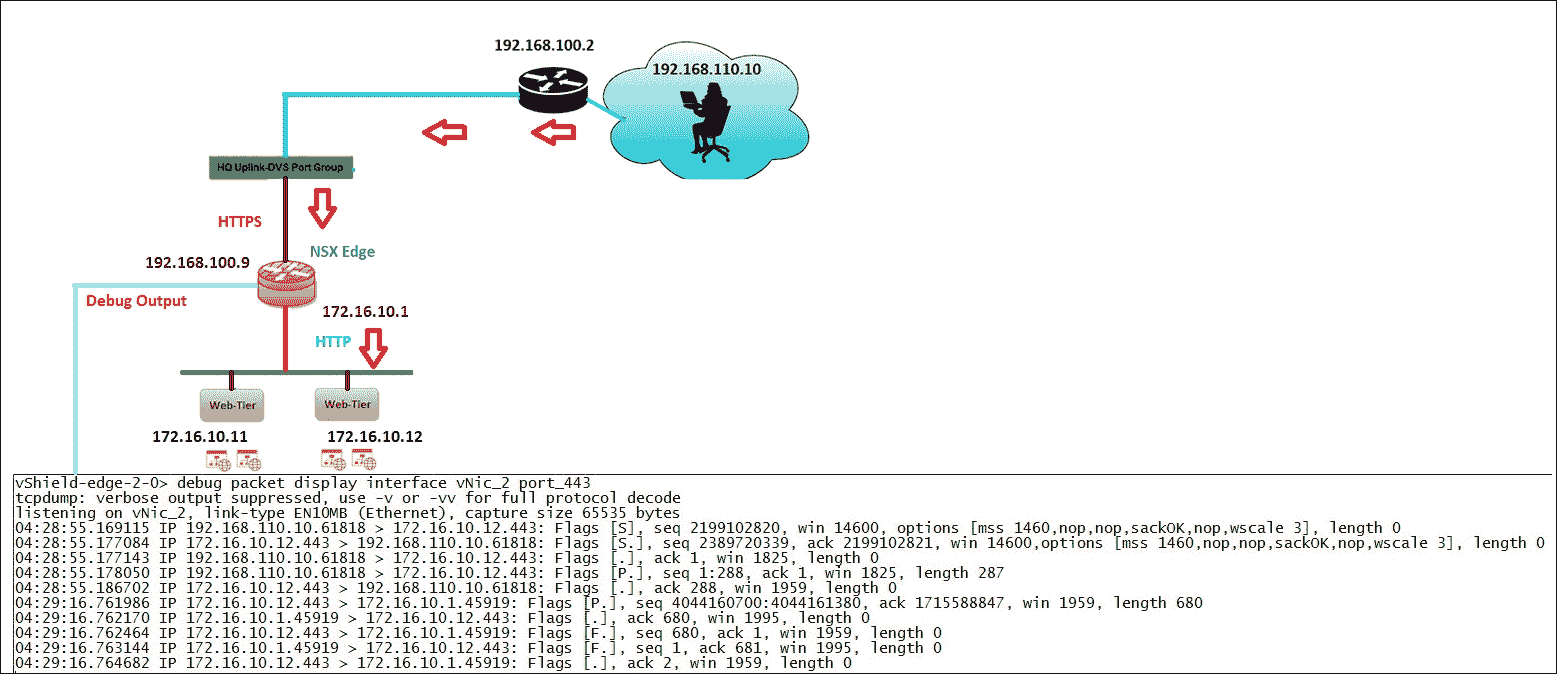 192.168.100.2
192.168.110.10
HQ Uplink-DVS Port Group
HTTPS
NSX Edge
192.168.100.9
Debug Output
172.16.10.1
HTTP
Web-Tier
Web-Tier
172.16.10.11
172.16.10.12
vShield-edge-2-0> debug packet display interface vNic_2 port_443
tcpdump: verbose output suppressed, use -v or -vv for full protocol decode
listening on vNic_2, link-type EN10MB (Ethernet), capture size 65535 bytes
04:28:55.169115 IP 192.168.110.10.61818 > 172.16.10.12.443: Flags [S], seq 2199102820, win 14600, options [mss 1460,nop,nop,sackOK,nop,wscale 3], length 0
04:28:55.177084 IP 172.16.10.12.443 > 192.168.110.10.61818: Flags [S.], seq 2389720339, ack 2199102821, win 14600,options [mss 1460,nop,nop,sackOK,nop,wscale 3], length 0
04:28:55.177143 IP 192.168.110.10.61818 > 172.16.10.12.443: Flags [.], ack 1, win 1825, length 0
04:28:55.178050 IP 192.168.110.10.61818 > 172.16.10.12.443: Flags [P.], seq 1:288, ack 1, win 1825, length 287
04:28:55.186702 IP 172.16.10.12.443 > 192.168.110.10.61818: Flags [.], ack 288, win 1959, length 0
04:29:16.761986 IP 172.16.10.12.443 > 172.16.10.1.45919: Flags [P.], seq 4044160700:4044161380, ack 1715588847, win 1959, length 680
04:29:16.762170 IP 172.16.10.1.45919 > 172.16.10.12.443: Flags [.], ack 680, win 1995, length 0
04:29:16.762464 IP 172.16.10.12.443 > 172.16.10.1.45919: Flags [F.], seq 680, ack 1, win 1959, length 0
04:29:16.763144 IP 172.16.10.1.45919 > 172.16.10.12.443: Flags [F.], seq 1, ack 681, win 1995, length 0
04:29:16.764682 IP 172.16.10.12.443 > 172.16.10.1.45919: Flags [.], ack 2, win 1959, length 0